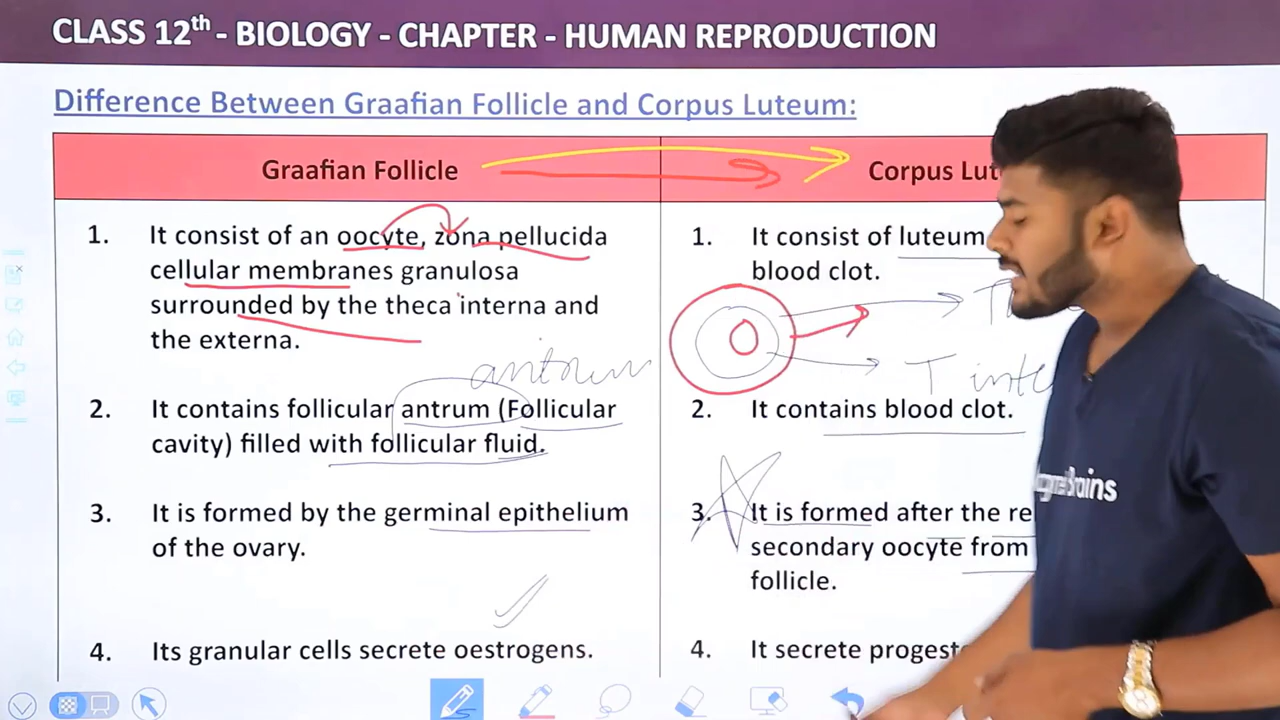 CLASS 12th - BIOLOGY - CHAPTER - HUMAN REPRODUCTION
Difference Between Graafian Follicle and Corpus Luteum:
Graafian Follicle
1. It consist of an oocyte, zona pellucida
cellular membranes granulosa
surrounded by the theca interna and
the externa.
2. It contains follicular antrum (Follicular
cavity) filled with follicular fluid.
3. It is formed by the germinal epithelium
of the ovary.
4. Its granular cells secrete oestrogens.
Corpus Lut
1. It consist of luteum
blood clot.
T inte
2. It contains blood clot.
3. It is formed after the re
secondary oocyte from
follicle.
4. It secrete progest
Brains